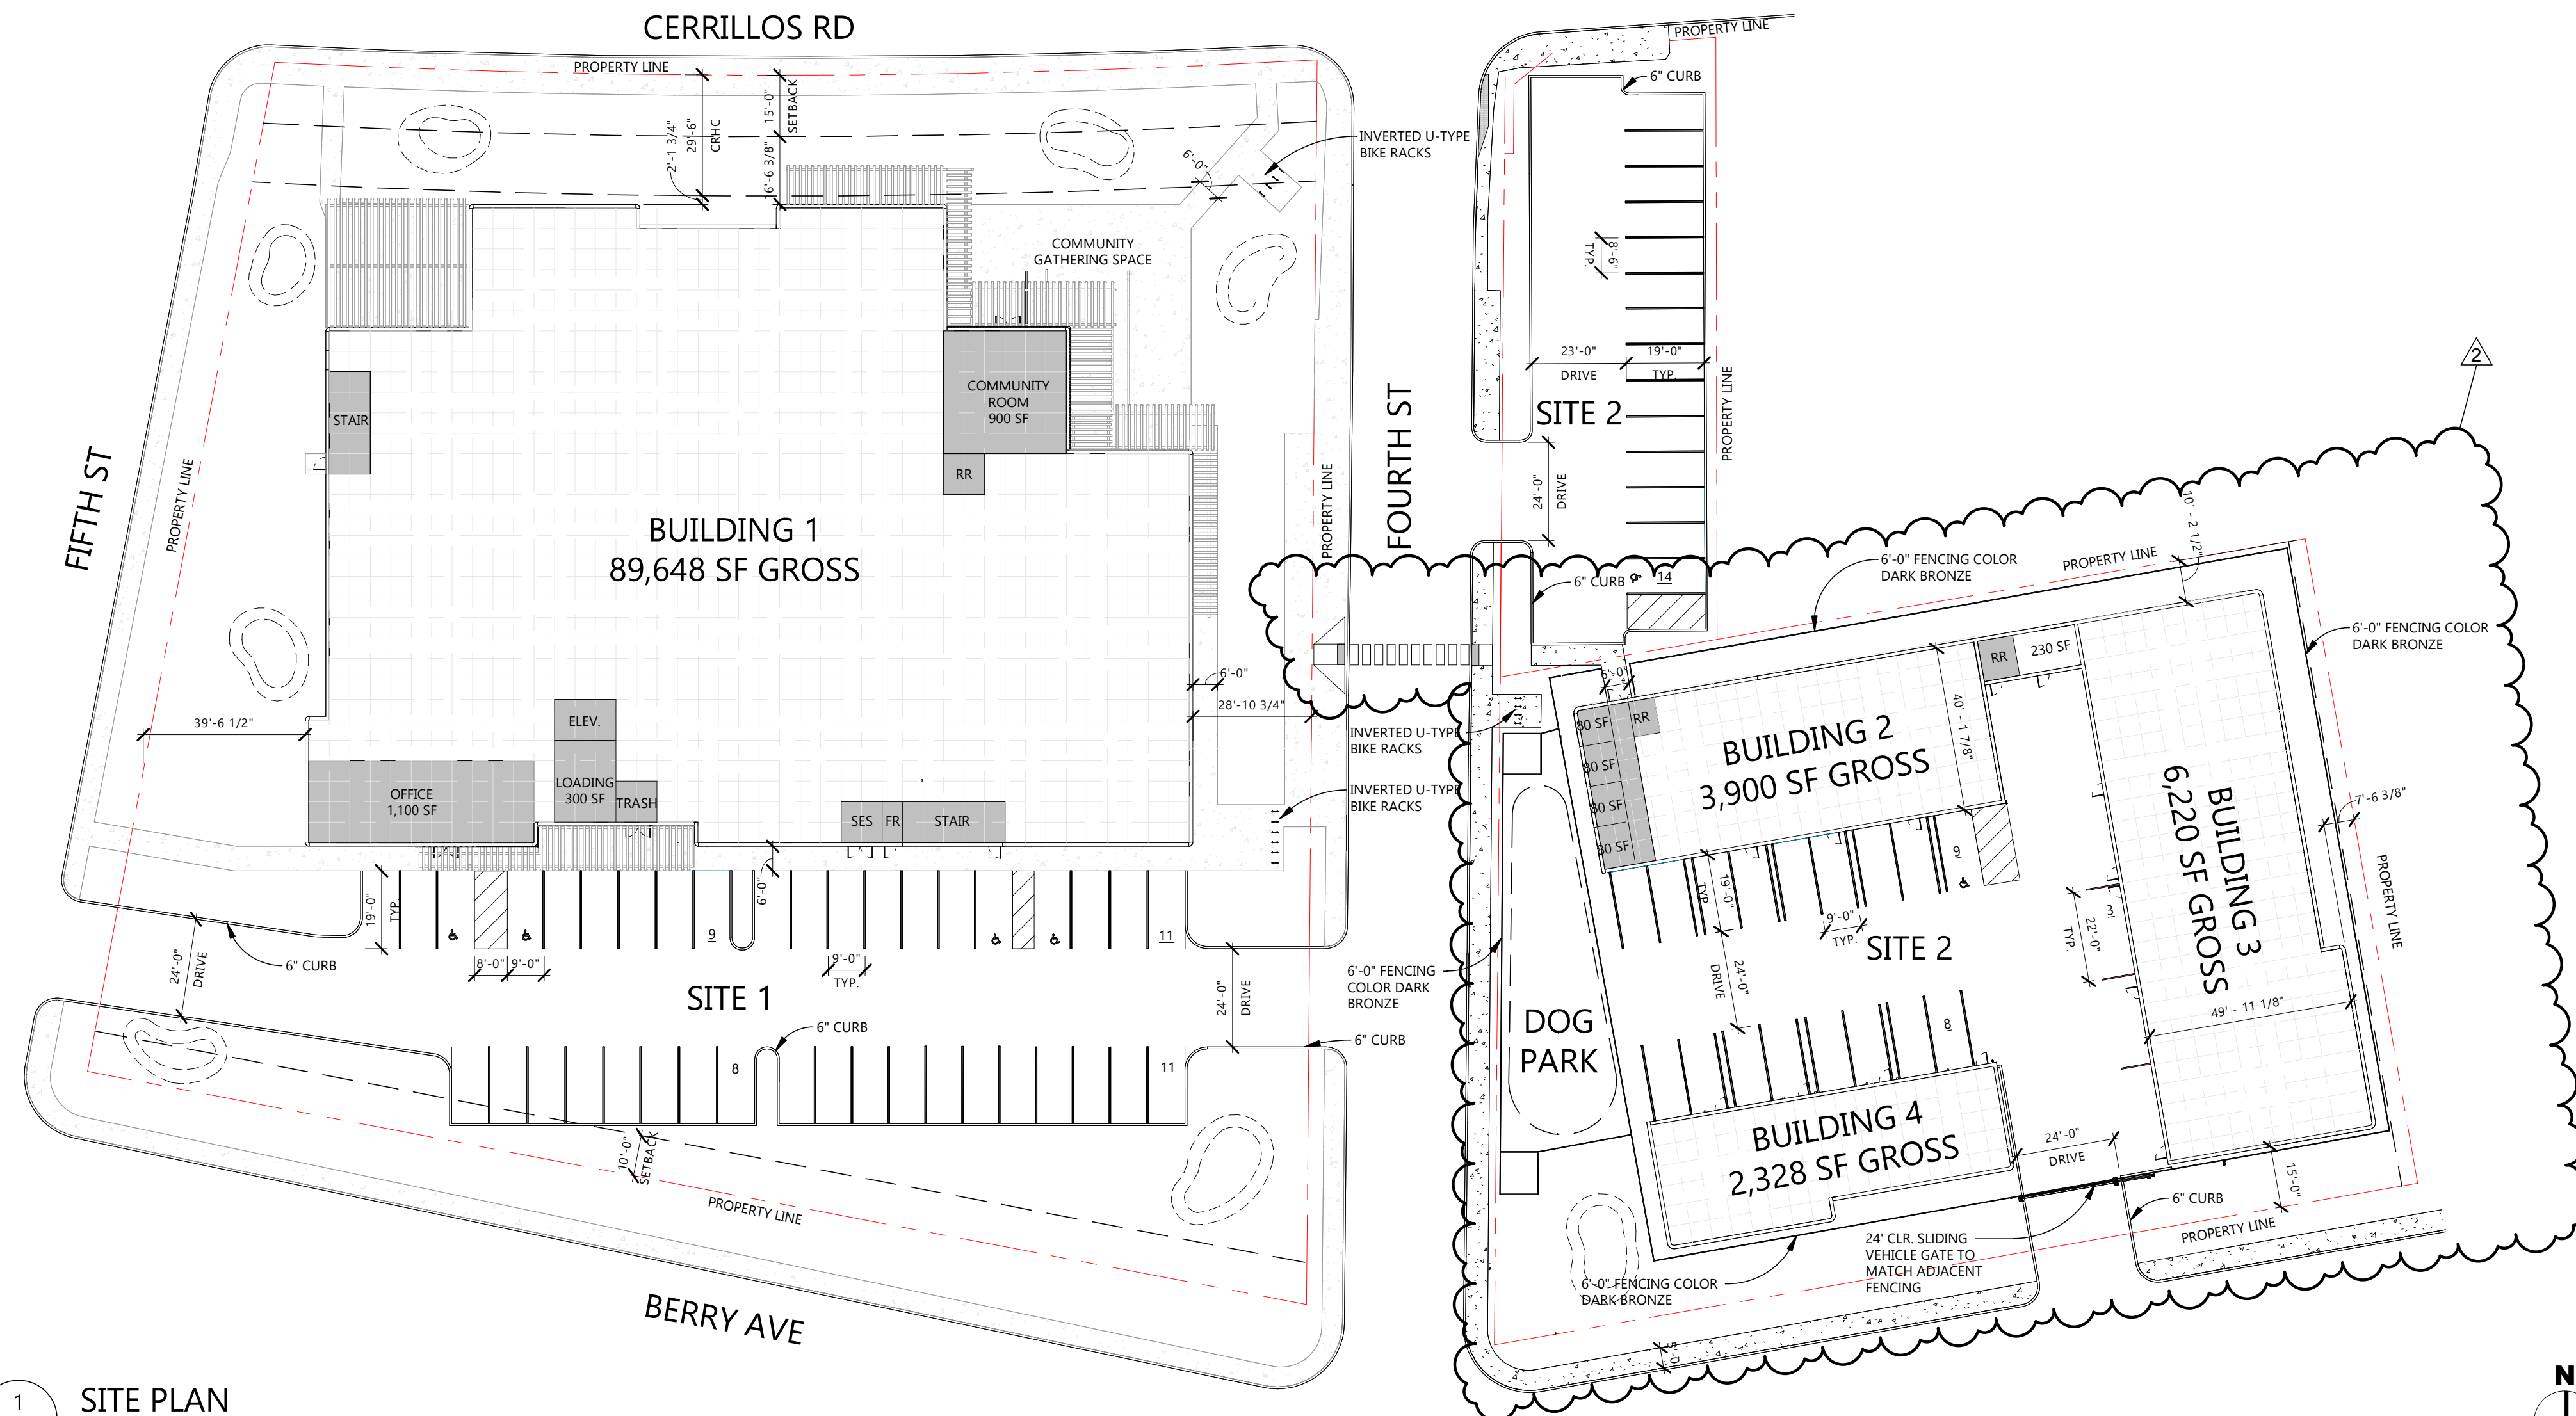 CERRILLOS RD
PROPERTY LINE
15'-0"
SETBACK
2'-1 3/4"
29'-6"
CRHC
16'-6 3/8"
6'-0"
INVERTED U-TYPE
BIKE RACKS
COMMUNITY
GATHERING SPACE
COMMUNITY
ROOM
900 SF
RR
STAIR
FIFTH ST
PROPERTY LINE
BUILDING 1
89,648 SF GROSS
PROPERTY LINE
FOURTH ST
39'-6 1/2"
ELEV.
LOADING
300 SF
TRASH
OFFICE
1,100 SF
SES
FR
STAIR
6'-0"
28'-10 3/4"
INVERTED U-TYPE
BIKE RACKS
INVERTED U-TYPE
BIKE RACKS
19'-0"
TYP.
6'-0"
9
11
8'-0"
9'-0"
9'-0"
TYP.
24'-0"
DRIVE
6" CURB
SITE 1
24'-0"
DRIVE
6" CURB
6" CURB
8
11
10'-0"
SETBACK
PROPERTY LINE
BERRY AVE
PROPERTY LINE
6" CURB
8'-6"
TYP.
23'-0"
DRIVE
19'-0"
TYP.
SITE 2
PROPERTY LINE
24'-0"
DRIVE
6" CURB
14
2
10' - 2 1/2"
6'-0" FENCING COLOR
DARK BRONZE
PROPERTY LINE
6'-0" FENCING COLOR
DARK BRONZE
6'-0"
RR
230 SF
80 SF
RR
80 SF
80 SF
80 SF
BUILDING 2
3,900 SF GROSS
40' - 1 7/8"
BUILDING 3
6,220 SF GROSS
7'-6 3/8"
PROPERTY LINE
9
19'-0"
TYP.
9'-0"
TYP.
3
22'-0"
TYP.
SITE 2
24'-0"
DRIVE
6'-0" FENCING
COLOR DARK
BRONZE
DOG
PARK
8
49' - 11 1/8"
BUILDING 4
2,328 SF GROSS
24'-0"
DRIVE
15'-0"
6" CURB
PROPERTY LINE
24' CLR. SLIDING
VEHICLE GATE TO
MATCH ADJACENT
FENCING
6'-0" FENCING COLOR
DARK BRONZE
5'-0
1
SITE PLAN
N